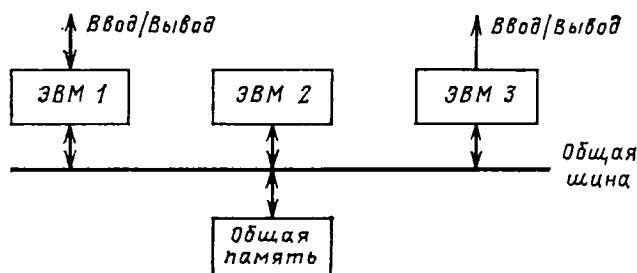 Ввод/Вывод
Ввод/Вывод
ЭВМ 1
ЭВМ 2
ЭВМ 3
Общая
шина
Общая
память